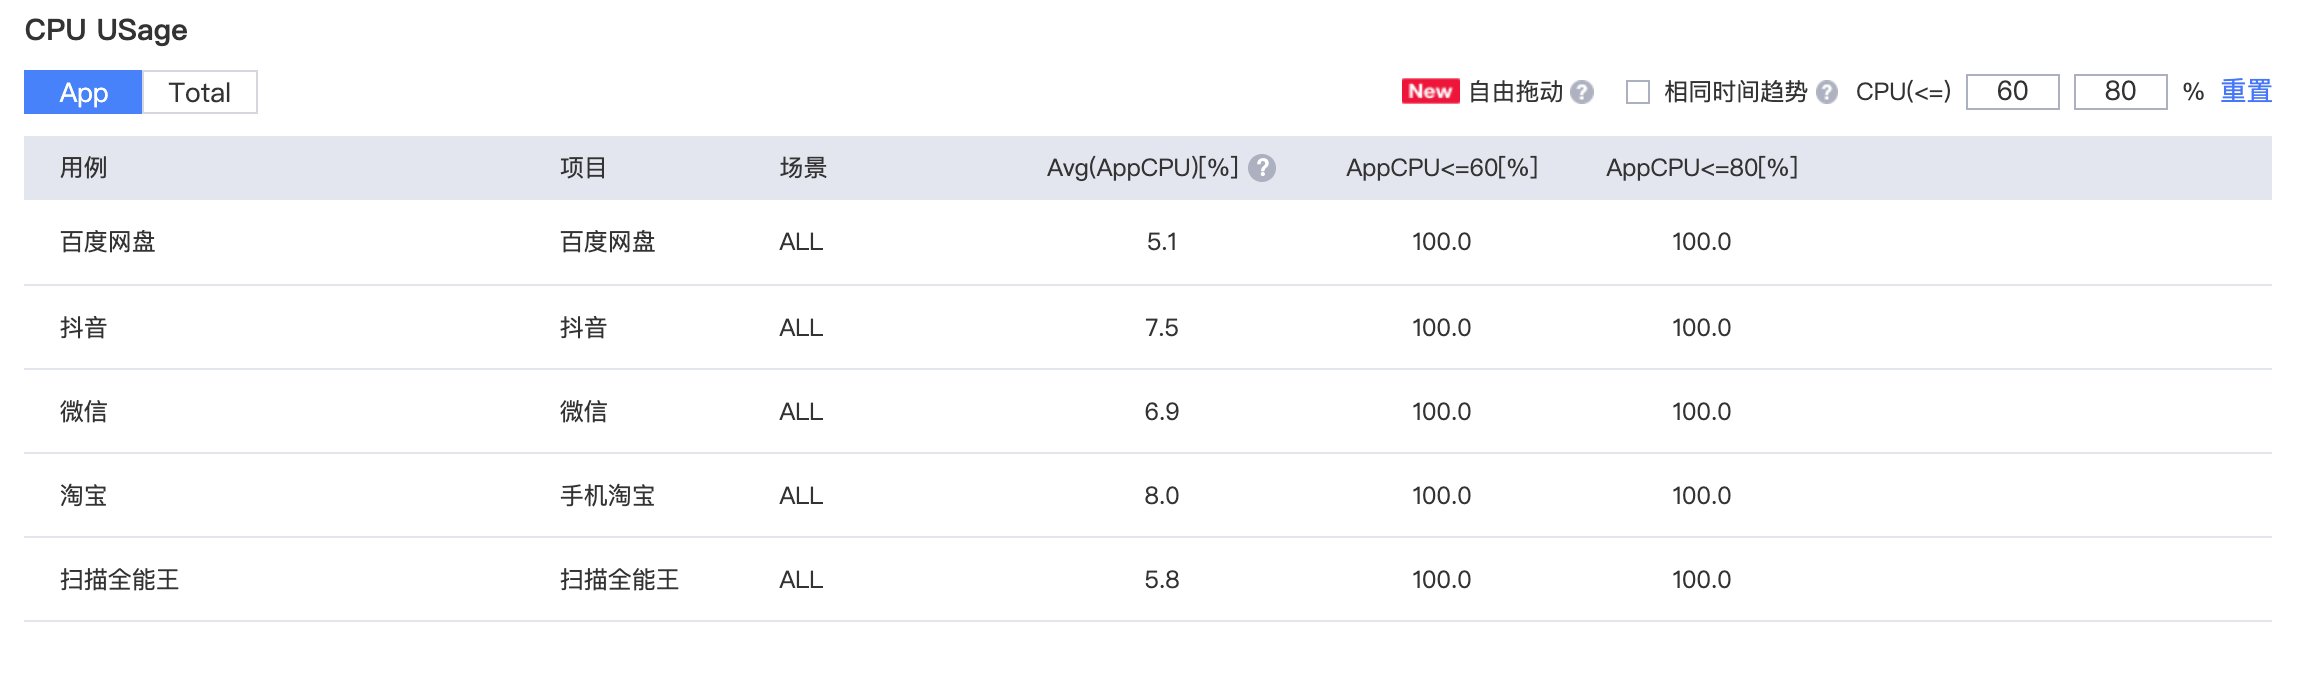 CPU USage
App Total New 自由拖动 ? 相同时间趋势 ? CPU(<=) 60 80 % 重置
用例 项目 场景 Avg(AppCPU)[%] ? AppCPU<=60[%] AppCPU<=80[%]
百度网盘 百度网盘 ALL 5.1 100.0 100.0
抖音 抖音 ALL 7.5 100.0 100.0
微信 微信 ALL 6.9 100.0 100.0
淘宝 手机淘宝 ALL 8.0 100.0 100.0
扫描全能王 扫描全能王 ALL 5.8 100.0 100.0